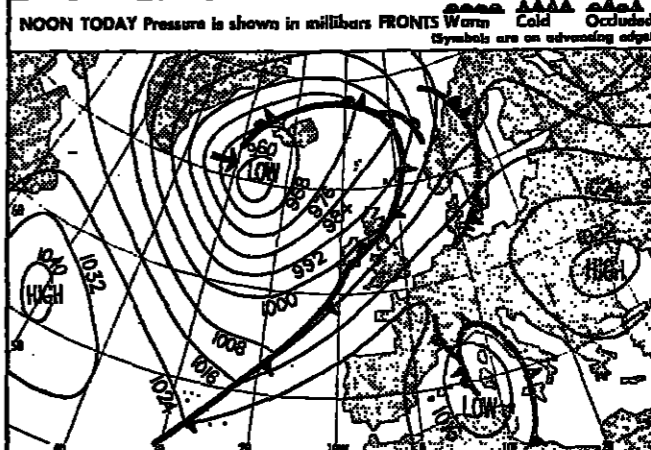 NOON TODAY Pressure is shown in millibars FRONTS Warm Cold Occluded
(Symbols are on advancing edge)
960
LOW
968
976
984
992
1000
1008
1016
1024
1040
1032
HIGH
HIGH
LOW
1016